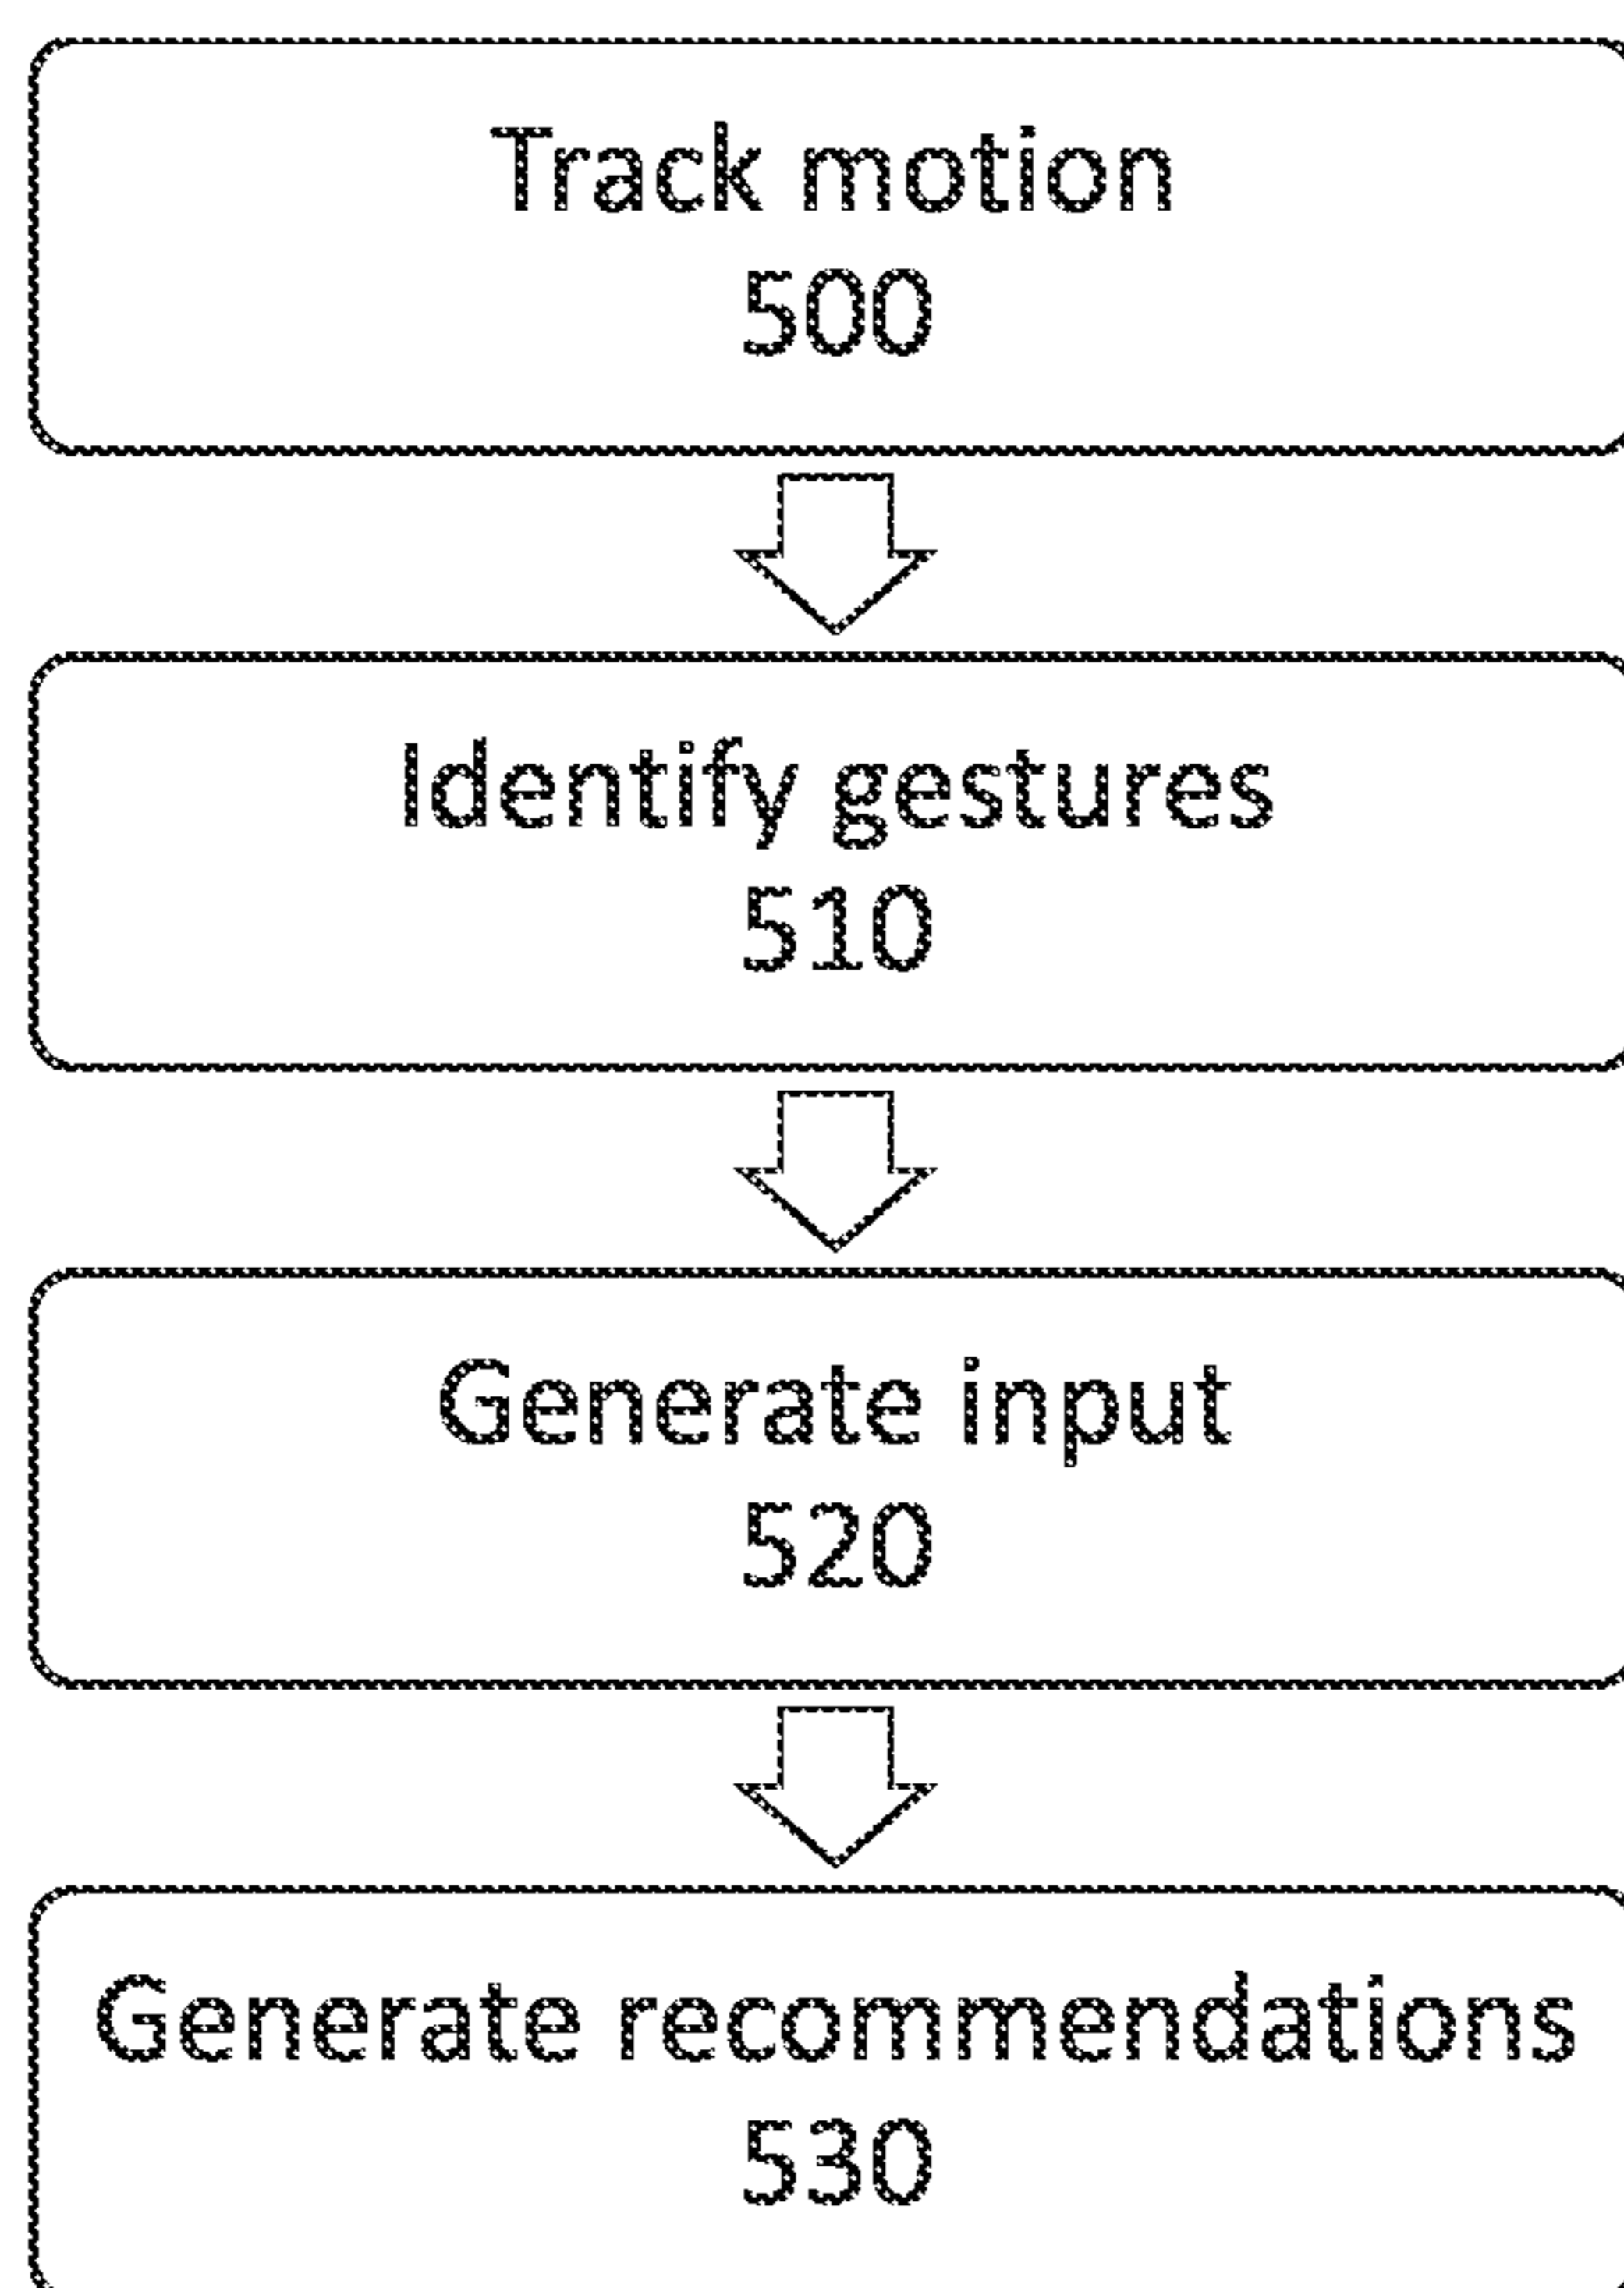 Track motion
500
Identify gestures
510
Generate input
520
Generate recommendations
530